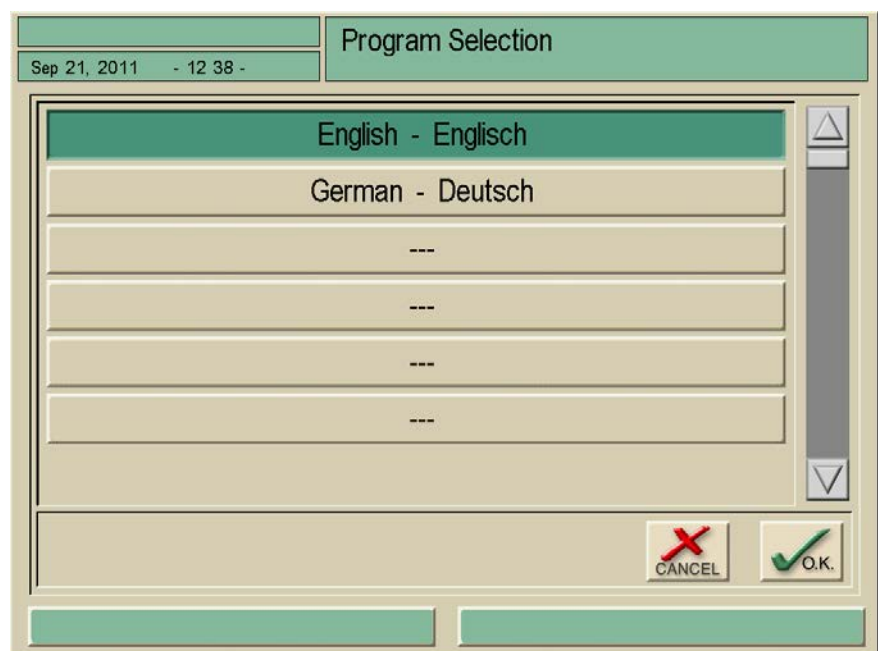 Program Selection
Sep 21, 2011 - 12 38 -
English - Englisch
German - Deutsch
---
---
---
---
CANCEL
O.K.